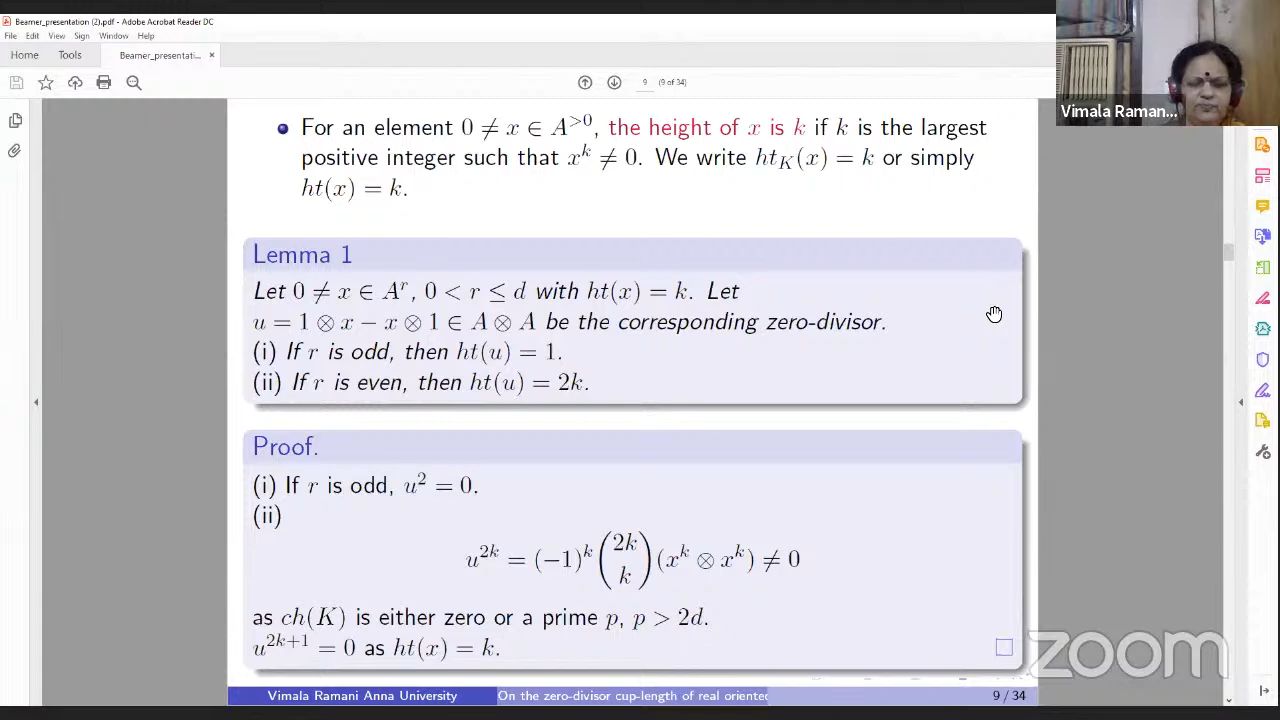 Beamer_presentation (2).pdf - Adobe Acrobat Reader DC
File Edit View Sign Window Help
Home Tools Beamer_presentati... ×
9 (9 of 34)
Vimala Raman...
For an element 0 ≠ x ∈ A^{>0}, the height of x is k if k is the largest
positive integer such that x^k ≠ 0. We write ht_K(x) = k or simply
ht(x) = k.
Lemma 1
Let 0 ≠ x ∈ A^r, 0 < r ≤ d with ht(x) = k. Let
u = 1 ⊗ x − x ⊗ 1 ∈ A ⊗ A be the corresponding zero-divisor.
(i) If r is odd, then ht(u) = 1.
(ii) If r is even, then ht(u) = 2k.
Proof.
(i) If r is odd, u^2 = 0.
(ii)
u^{2k} = (−1)^k \binom{2k}{k} (x^k ⊗ x^k) ≠ 0
as ch(K) is either zero or a prime p, p > 2d.
u^{2k+1} = 0 as ht(x) = k.
zoom
Vimala Ramani Anna University On the zero-divisor cup-length of real oriented 9 / 34